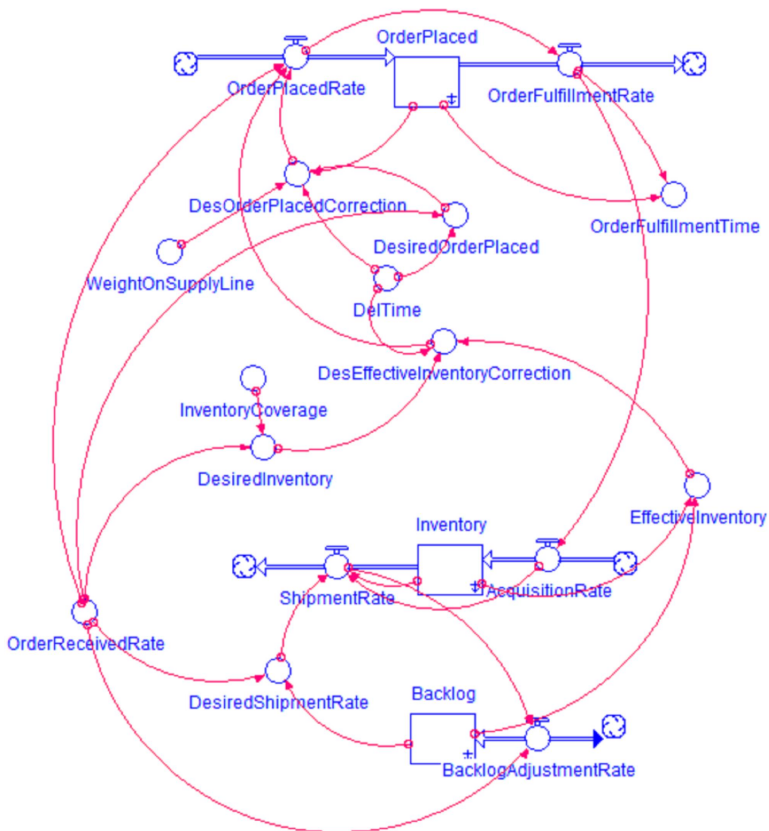 OrderPlaced
OrderPlacedRate
OrderFulfillmentRate
DesOrderPlacedCorrection
OrderFulfillmentTime
DesiredOrderPlaced
WeightOnSupplyLine
DelTime
DesEffectiveInventoryCorrection
InventoryCoverage
DesiredInventory
EffectiveInventory
Inventory
ShipmentRate
AcquisitionRate
OrderReceivedRate
DesiredShipmentRate
Backlog
BacklogAdjustmentRate